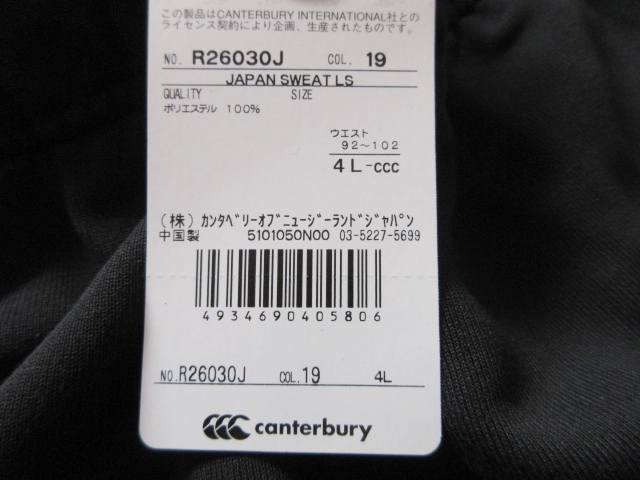 この製品はCANTERBURY INTERNATIONAL社との
ライセンス契約により企画、生産されたものです。
NO. R26030J COL. 19
JAPAN SWEAT LS
QUALITY SIZE
ポリエステル 100%
ウエスト
92~102
4L-ccc
(株)カンタベリーオブニュージーランドジャパン
中国製 5101050N00 03-5227-5699
4934690405806
NO.R26030J COL.19 4L
canterbury